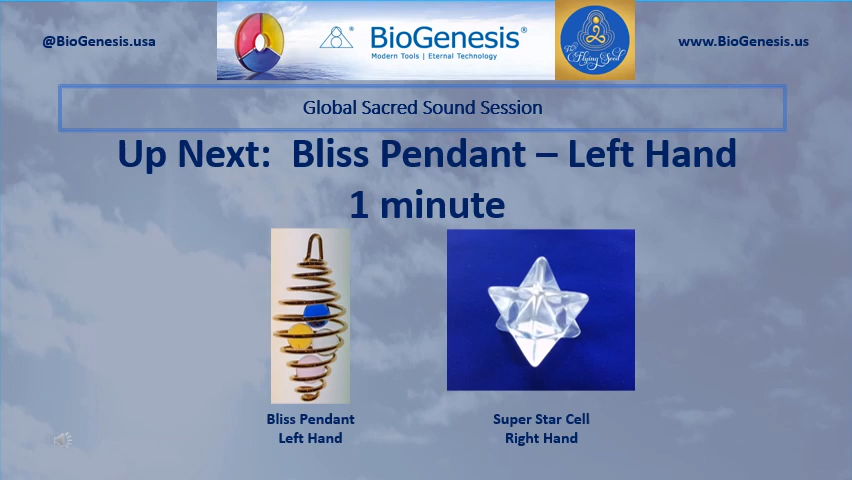 @BioGenesis.usa
BioGenesis®
®
Modern Tools | Eternal Technology
The Flying Seed
www.BioGenesis.us
Global Sacred Sound Session
Up Next: Bliss Pendant – Left Hand
1 minute
Bliss Pendant
Left Hand
Super Star Cell
Right Hand